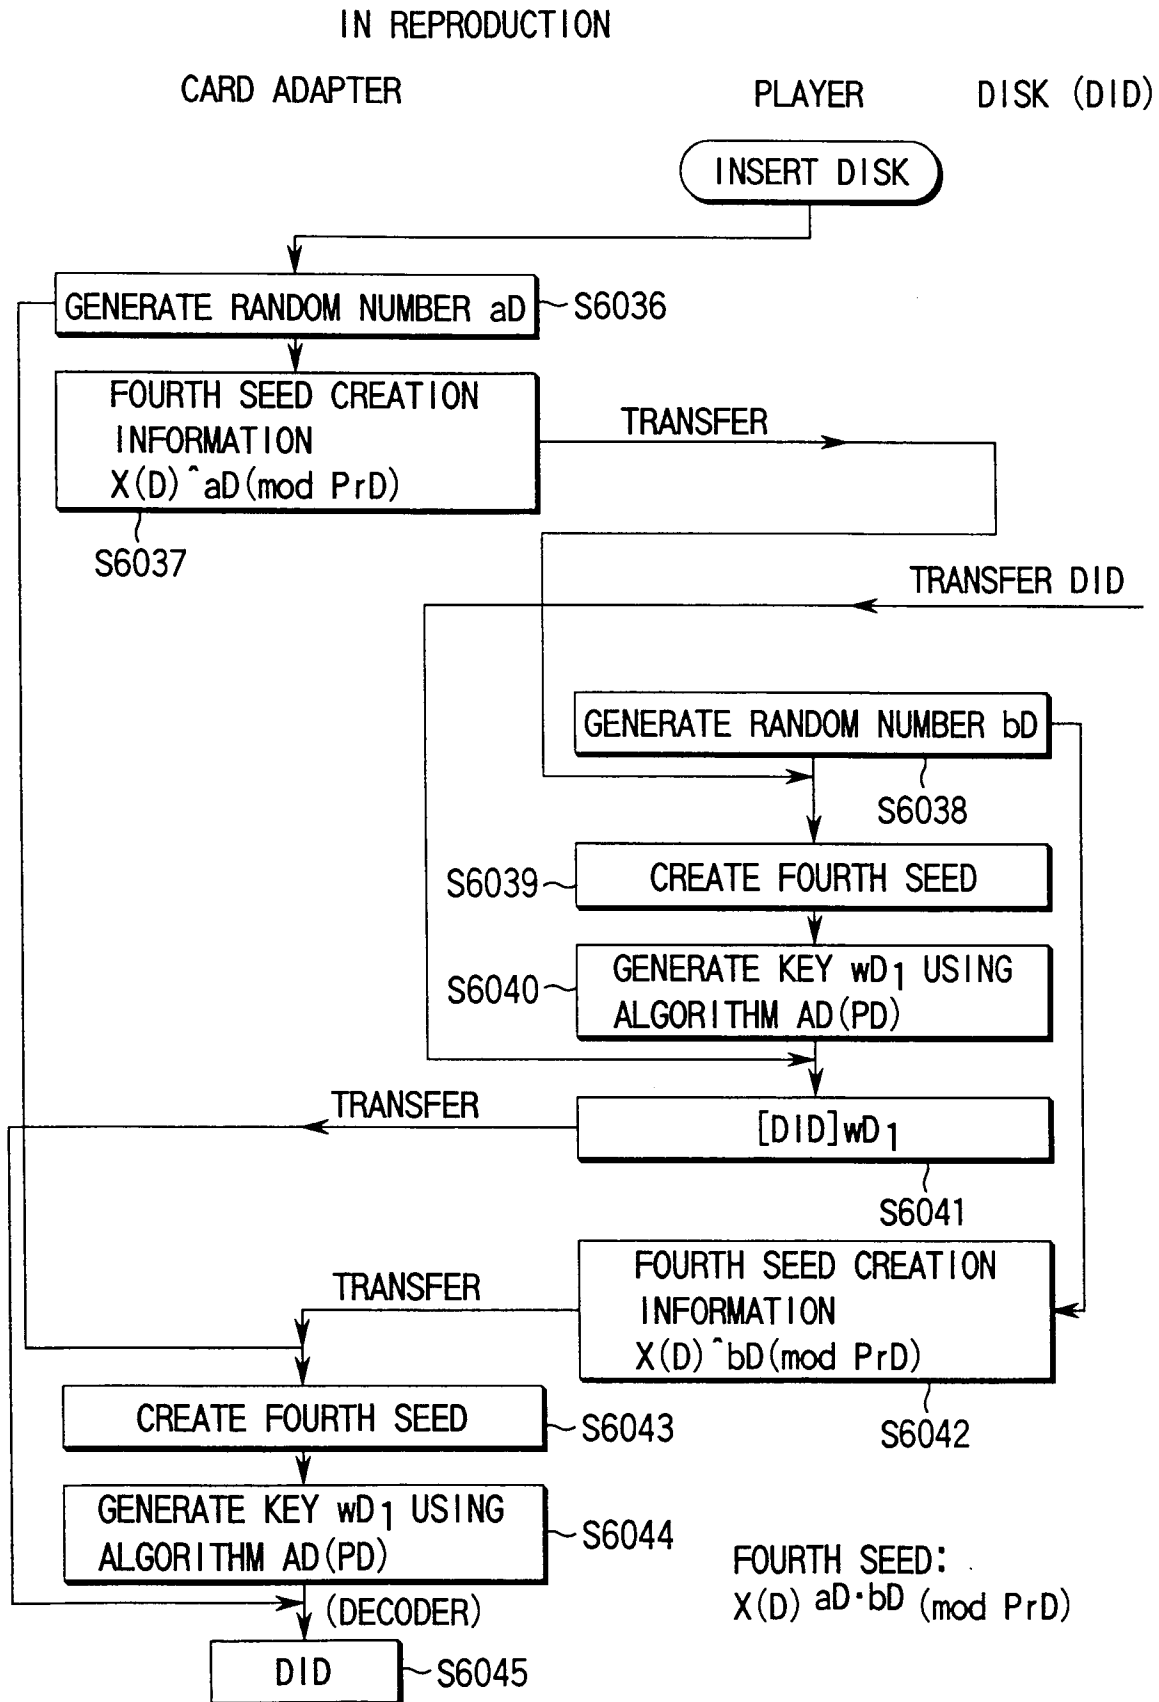 IN REPRODUCTION
CARD ADAPTER
PLAYER
DISK (DID)
INSERT DISK
GENERATE RANDOM NUMBER aD
S6036
FOURTH SEED CREATION
INFORMATION
X(D)^aD(mod PrD)
S6037
TRANSFER
TRANSFER DID
GENERATE RANDOM NUMBER bD
S6038
S6039
CREATE FOURTH SEED
S6040
GENERATE KEY wD1 USING
ALGORITHM AD(PD)
TRANSFER
[DID]wD1
S6041
TRANSFER
FOURTH SEED CREATION
INFORMATION
X(D)^bD(mod PrD)
S6042
CREATE FOURTH SEED
S6043
GENERATE KEY wD1 USING
ALGORITHM AD(PD)
S6044
(DECODER)
DID
S6045
FOURTH SEED:
X(D) aD·bD (mod PrD)